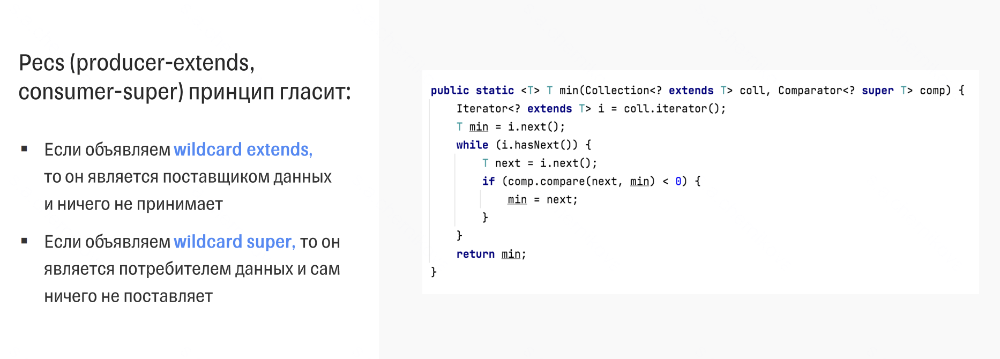 Pecs (producer-extends,
consumer-super) принцип гласит:
▪ Если объявляем wildcard extends,
то он является поставщиком данных
и ничего не принимает
▪ Если объявляем wildcard super, то он
является потребителем данных и сам
ничего не поставляет
public static <T> T min(Collection<? extends T> coll, Comparator<? super T> comp) {
    Iterator<? extends T> i = coll.iterator();
    T min = i.next();
    while (i.hasNext()) {
        T next = i.next();
        if (comp.compare(next, min) < 0) {
            min = next;
        }
    }
    return min;
}